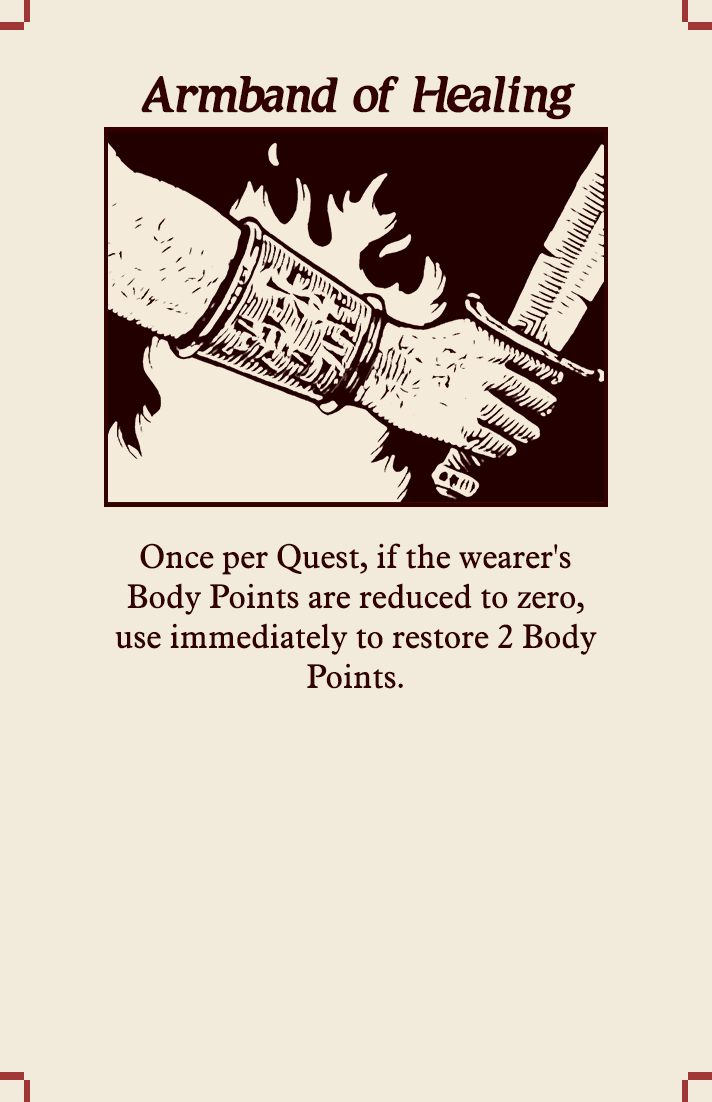 Armband of Healing
Once per Quest, if the wearer's
Body Points are reduced to zero,
use immediately to restore 2 Body
Points.